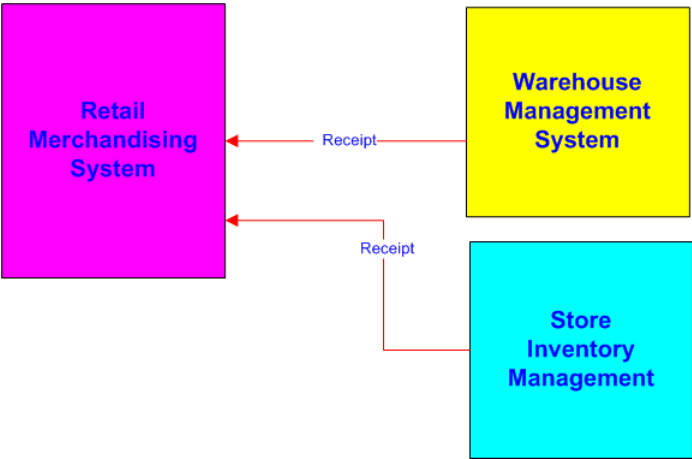 Retail
Merchandising
System
Receipt
Warehouse
Management
System
Receipt
Store
Inventory
Management